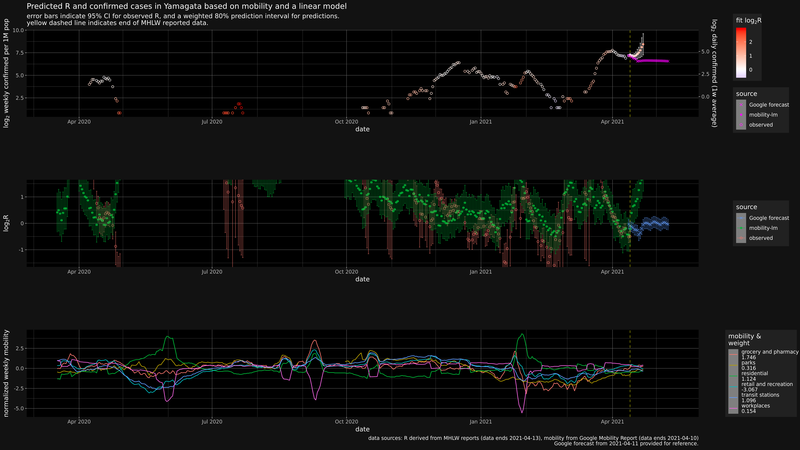 Predicted R and confirmed cases in Yamagata based on mobility and a linear model
error bars indicate 95% CI for observed R, and a weighted 80% prediction interval for predictions.
yellow dashed line indicates end of MHLW reported data.
log2 weekly confirmed per 1M pop
10.0
7.5
5.0
2.5
Apr 2020
Jul 2020
Oct 2020
Jan 2021
Apr 2021
date
5.0
2.5
0.0
log2 daily confirmed (1w average)
fit log2R
2
1
0
source
Google forecast
mobility-lm
observed
log2R
1
0
-1
Apr 2020
Jul 2020
Oct 2020
Jan 2021
Apr 2021
date
source
Google forecast
mobility-lm
observed
normalized weekly mobility
2.5
0.0
-2.5
-5.0
Apr 2020
Jul 2020
Oct 2020
Jan 2021
Apr 2021
date
mobility &
weight
grocery and pharmacy
1.746
parks
0.316
residential
1.124
retail and recreation
-3.067
transit stations
1.096
workplaces
0.154
data sources: R derived from MHLW reports (data ends 2021-04-13), mobility from Google Mobility Report (data ends 2021-04-10)
Google forecast from 2021-04-11 provided for reference.